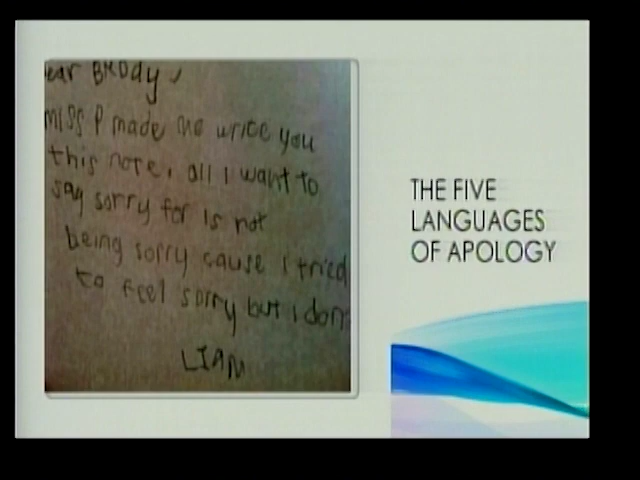 ear BRody,
MISS P made me write you
this note, all I want to
say sorry for is not
being sorry cause I tried
to feel sorry but I don
LIAM
THE FIVE
LANGUAGES
OF APOLOGY